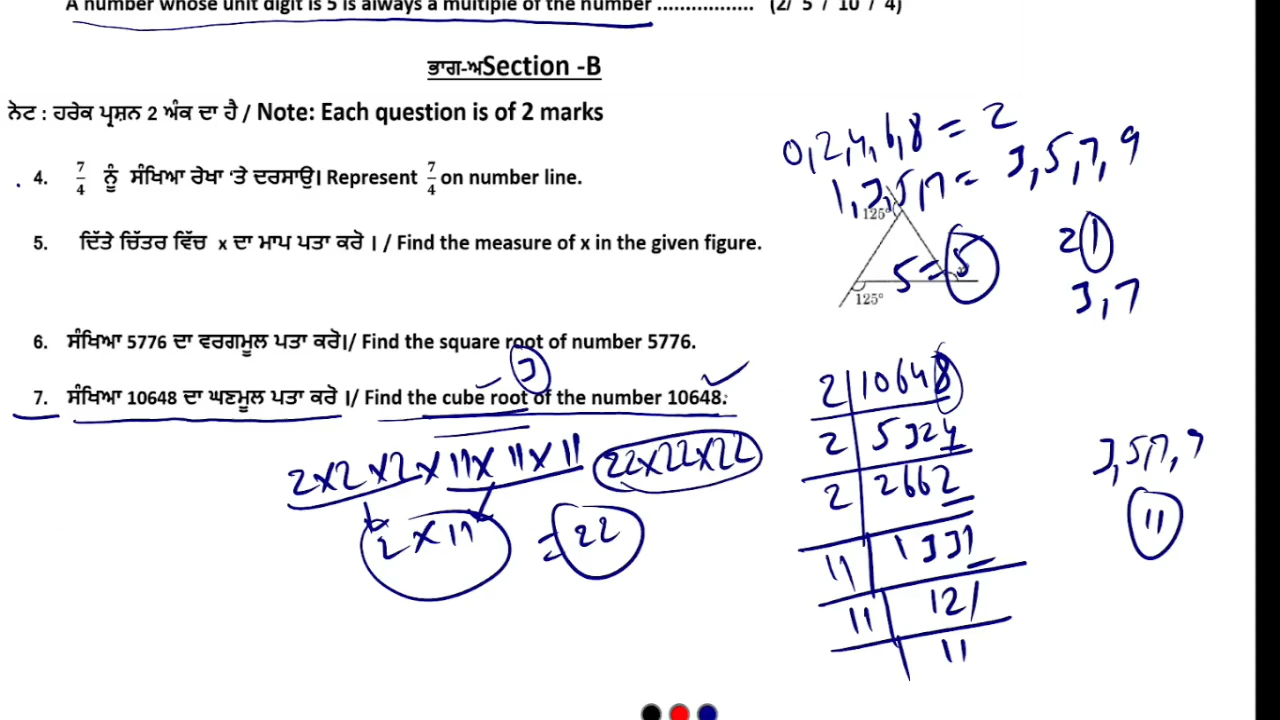 A number whose unit digit is 5 is always a multiple of the number ................. (2/ 5 / 10 / 4)
ਭਾਗ-ਅSection -B
ਨੋਟ : ਹਰੇਕ ਪ੍ਰਸ਼ਨ 2 ਅੰਕ ਦਾ ਹੈ / Note: Each question is of 2 marks
4. 7/4 ਨੂੰ ਸੰਖਿਆ ਰੇਖਾ 'ਤੇ ਦਰਸਾਉ। Represent 7/4 on number line.
5. ਦਿੱਤੇ ਚਿੱਤਰ ਵਿੱਚ x ਦਾ ਮਾਪ ਪਤਾ ਕਰੋ । / Find the measure of x in the given figure.
6. ਸੰਖਿਆ 5776 ਦਾ ਵਰਗਮੂਲ ਪਤਾ ਕਰੋ।/ Find the square root of number 5776.
7. ਸੰਖਿਆ 10648 ਦਾ ਘਣਮੂਲ ਪਤਾ ਕਰੋ ।/ Find the cube root of the number 10648.
3
2×2×2×11×11×11 22×22×22
2×11 = 22
0,2,4,6,8 = 2
1,3,5,7 = 3,5,7,9
125°
5=5
125°
21
3,7
2 10648
2 5324
2 2662
11 1331
11 121
11
3,5,7,9
11